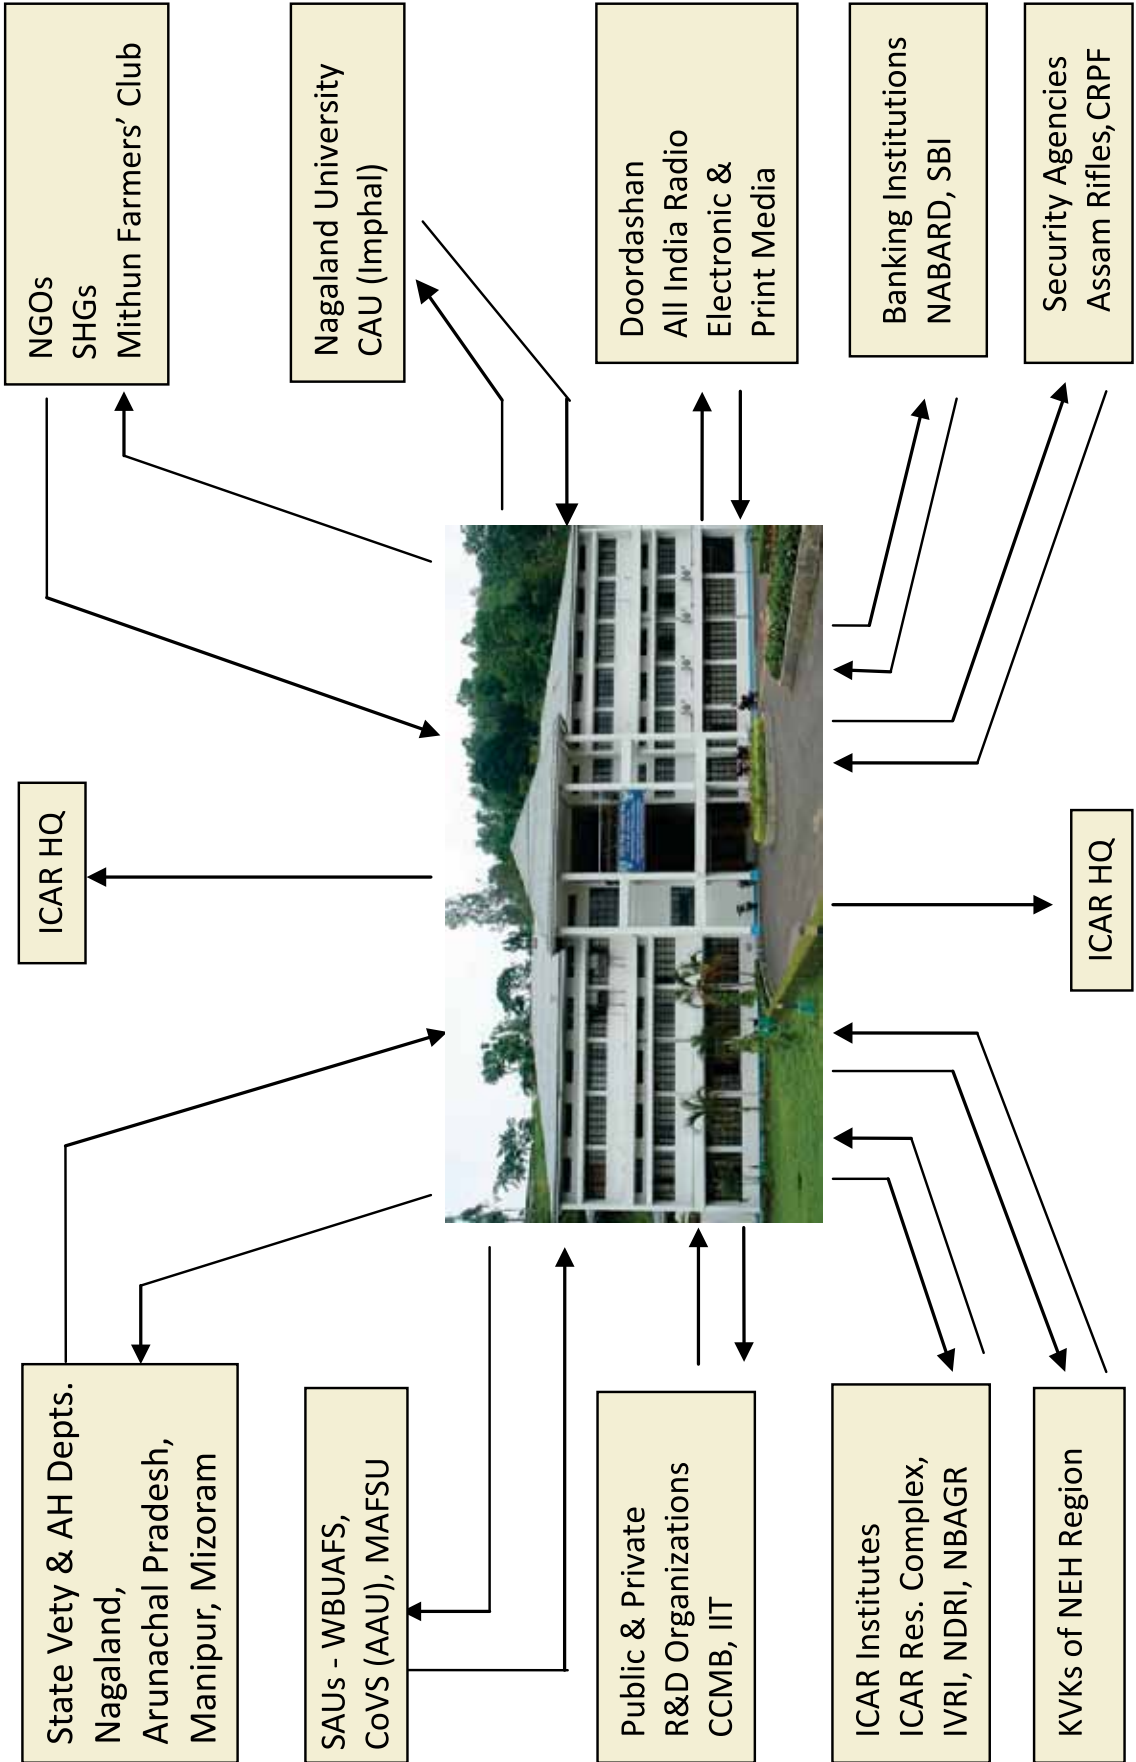 State Vety & AH Depts.
Nagaland,
Arunachal Pradesh,
Manipur, Mizoram
SAUs - WBUAFS,
CoVS (AAU), MAFSU
Public & Private
R&D Organizations
CCMB, IIT
ICAR Institutes
ICAR Res. Complex,
IVRI, NDRI, NBAGR
KVKs of NEH Region
ICAR HQ
ICAR HQ
NGOs
SHGs
Mithun Farmers’ Club
Nagaland University
CAU (Imphal)
Doordashan
All India Radio
Electronic &
Print Media
Banking Institutions
NABARD, SBI
Security Agencies
Assam Rifles,CRPF